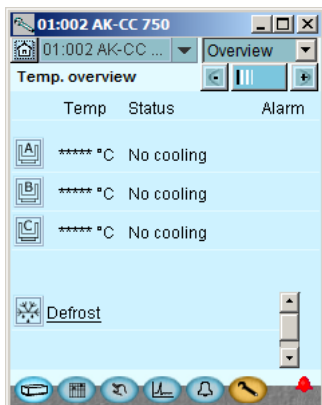 01:002 AK-CC 750
01:002 AK-CC ... Overview
Temp. overview
Temp Status Alarm
A ***** °C No cooling
B ***** °C No cooling
C ***** °C No cooling
Defrost